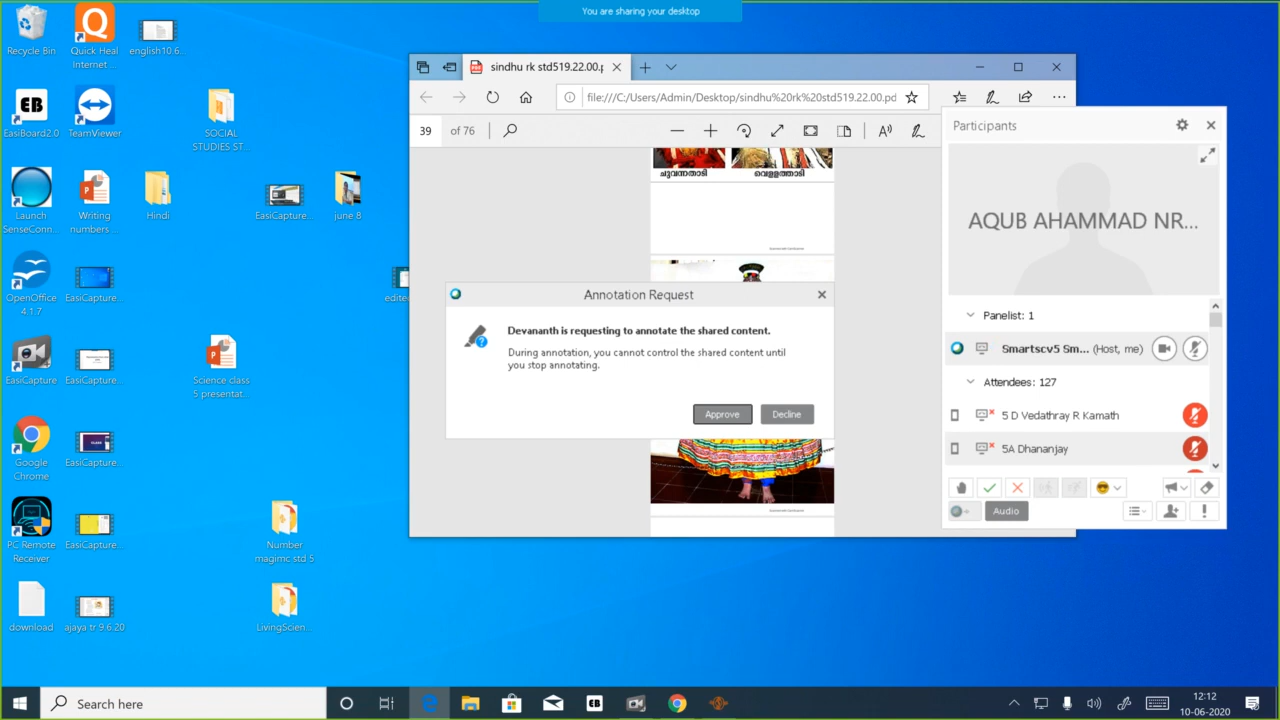 You are sharing your desktop
Recycle Bin
Quick Heal
Internet ...
english10.6...
EB
EasiBoard2.0
TeamViewer
SOCIAL
STUDIES ST...
Launch
SenseConn...
Writing
numbers ...
Hindi
EasiCapture...
june 8
OpenOffice
4.1.7
EasiCapture...
edite
EasiCapture
EasiCapture...
Science class
5 presentat...
Google
Chrome
EasiCapture...
PC Remote
Receiver
EasiCapture...
Number
magimc std 5
download
ajaya tr 9.6.20
LivingScien...
sindhu rk std519.22.00.p
file:///C:/Users/Admin/Desktop/sindhu%20rk%20std519.22.00.pd
39 of 76
ചുവന്നതാടി
വെള്ളത്താടി
Annotation Request
Devananth is requesting to annotate the shared content.
During annotation, you cannot control the shared content until
you stop annotating.
Approve
Decline
Participants
AQUB AHAMMAD NR...
Panelist: 1
Smartscv5 Sm... (Host, me)
Attendees: 127
5 D Vedathray R Kamath
5A Dhananjay
Audio
Search here
EB
12:12
10-06-2020